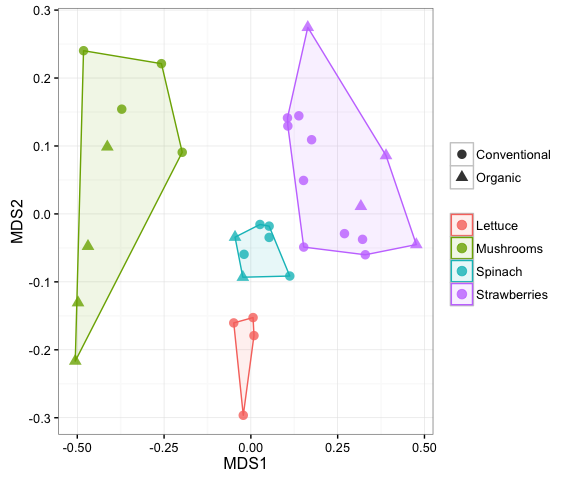 0.3
0.2
0.1
0.0
-0.1
-0.2
-0.3
MDS2
-0.50
-0.25
0.00
0.25
0.50
MDS1
Conventional
Organic
Lettuce
Mushrooms
Spinach
Strawberries